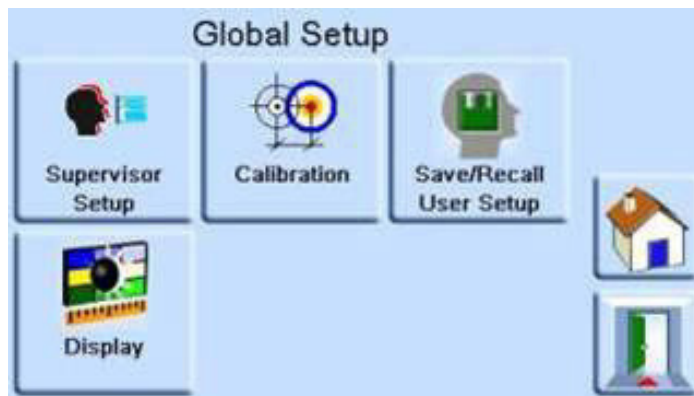 Global Setup
Supervisor
Setup
Calibration
Save/Recall
User Setup
Display